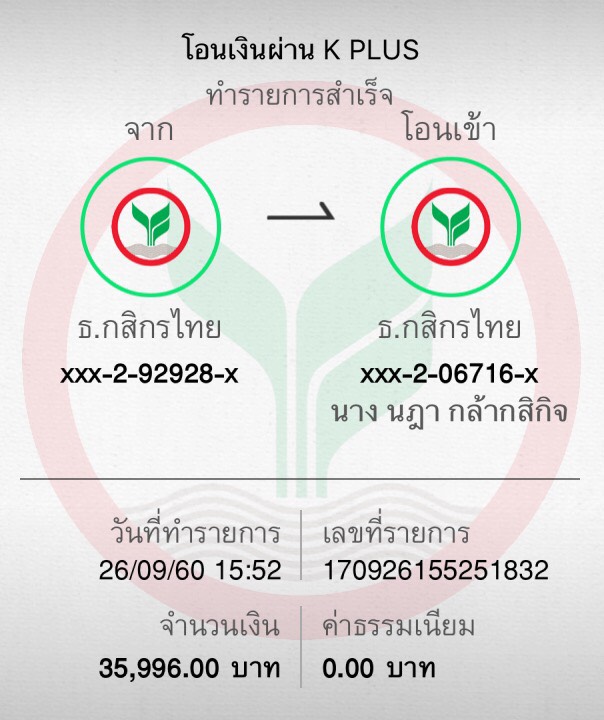 โอนเงินผ่าน K PLUS
ทำรายการสำเร็จ
จาก
โอนเข้า
ธ.กสิกรไทย
ธ.กสิกรไทย
xxx-2-92928-x
xxx-2-06716-x
นาง นฎา กล้ากสิกิจ
วันที่ทำรายการ
เลขที่รายการ
26/09/60 15:52
170926155251832
จำนวนเงิน
ค่าธรรมเนียม
35,996.00 บาท
0.00 บาท